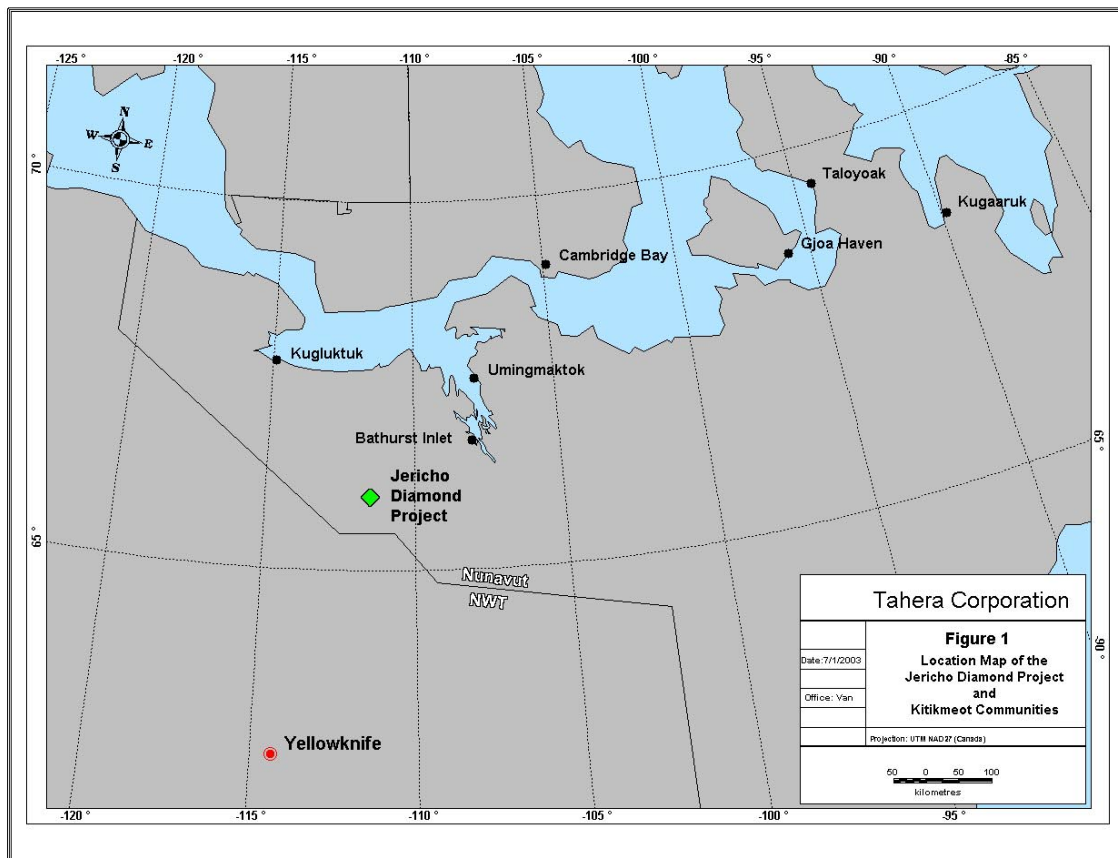 -125 °
-120 °
-115 °
-110 °
-105 °
-100 °
-95 °
-90 °
-85 °
N
W
E
S
70 °
Taloyoak
Kugaaruk
Gjoa Haven
Cambridge Bay
Kugluktuk
Umingmaktok
Bathurst Inlet
Jericho
Diamond
Project
65 °
65 °
Nunavut
NWT
Yellowknife
60 °
Tahera Corporation
Figure 1
Date:7/1/2003
Location Map of the
Jericho Diamond Project
and
Kitikmeot Communities
Office: Van
Projection: UTM NAD27 (Canada)
50 0 50 100
kilometres
-120 °
-115 °
-110 °
-105 °
-100 °
-95 °